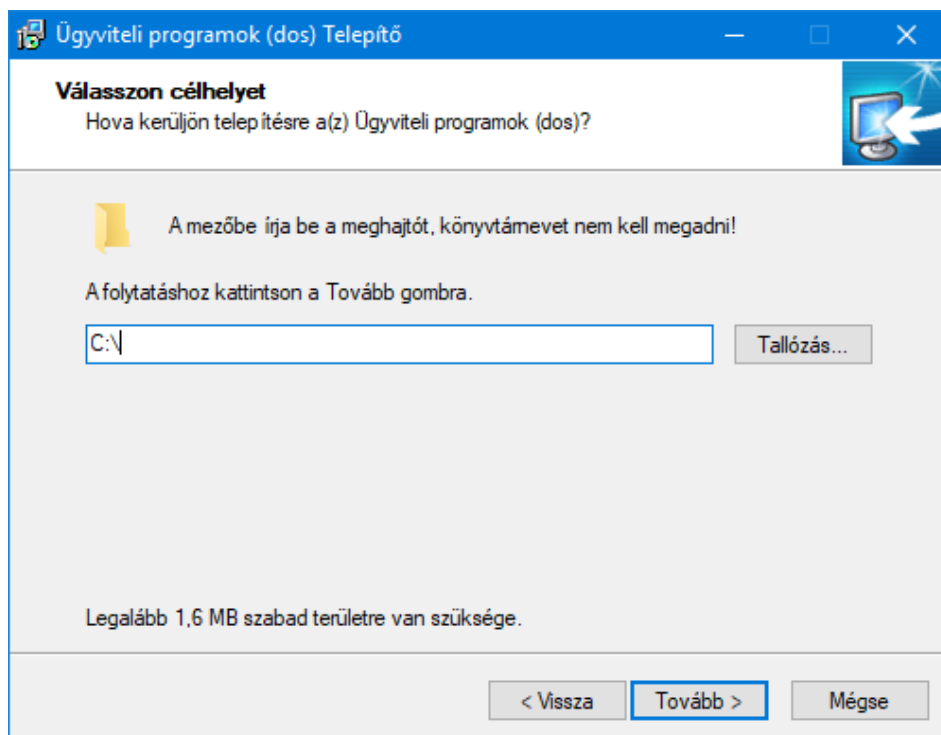 Ügyviteli programok (dos) Telepítő
Válasszon célhelyet
Hova kerüljön telepítésre a(z) Ügyviteli programok (dos)?
A mezőbe írja be a meghajtót, könyvtárnevet nem kell megadni!
A folytatáshoz kattintson a Tovább gombra.
C:\
Tallózás...
Legalább 1,6 MB szabad területre van szüksége.
< Vissza
Tovább >
Mégse